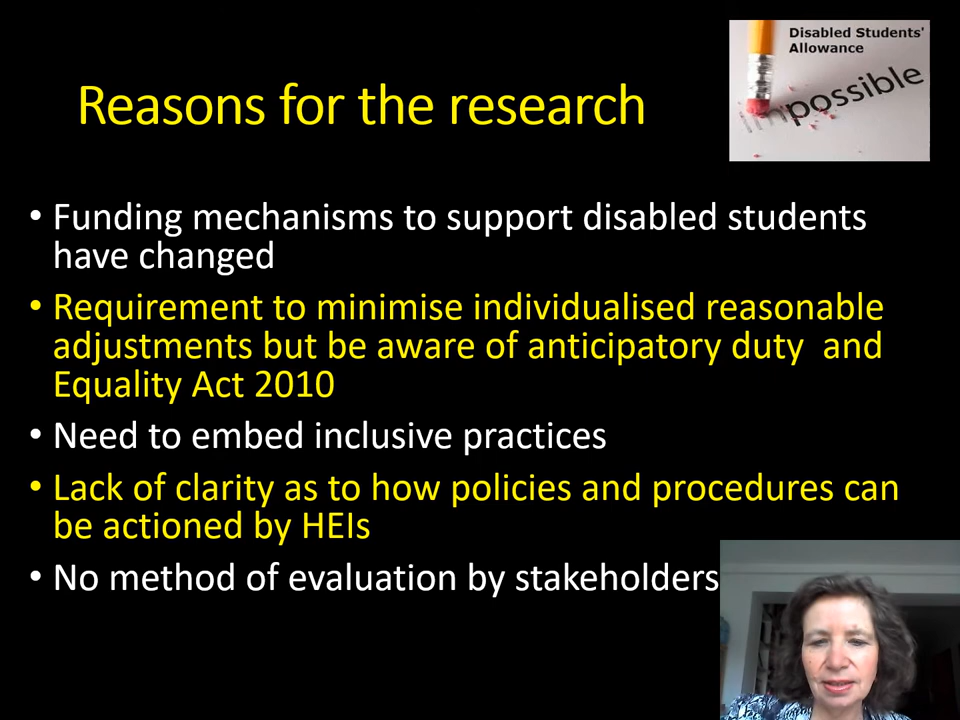 Disabled Students'
Allowance
impossible
Reasons for the research
• Funding mechanisms to support disabled students
have changed
• Requirement to minimise individualised reasonable
adjustments but be aware of anticipatory duty and
Equality Act 2010
• Need to embed inclusive practices
• Lack of clarity as to how policies and procedures can
be actioned by HEIs
• No method of evaluation by stakeholders